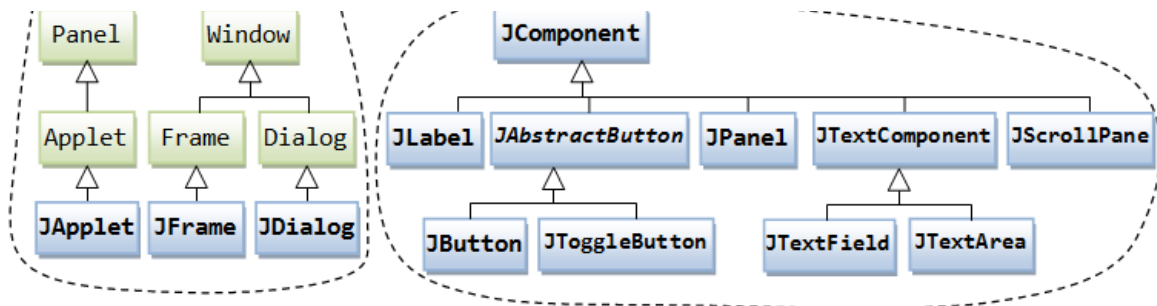 Panel Window JComponent
Applet Frame Dialog JLabel JAbstractButton JPanel JTextComponent JScrollPane
JApplet JFrame JDialog JButton JToggleButton JTextField JTextArea